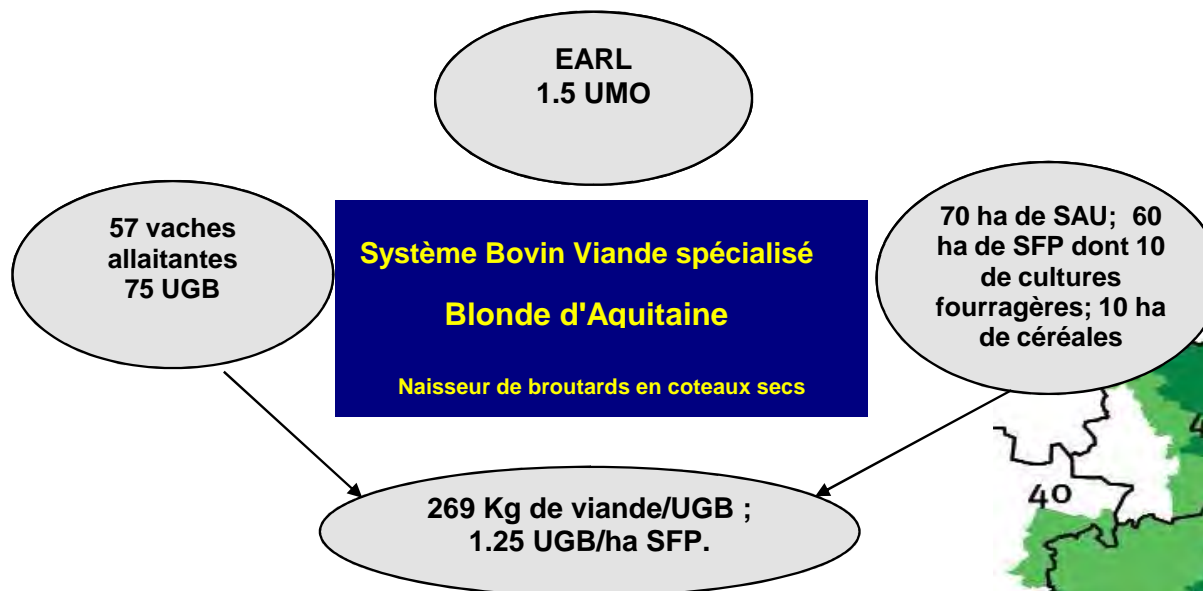 EARL
1.5 UMO
57 vaches
allaitantes
75 UGB
Système Bovin Viande spécialisé
Blonde d'Aquitaine
Naisseur de broutards en coteaux secs
70 ha de SAU; 60
ha de SFP dont 10
de cultures
fourragères; 10 ha
de céréales
269 Kg de viande/UGB ;
1.25 UGB/ha SFP.
40